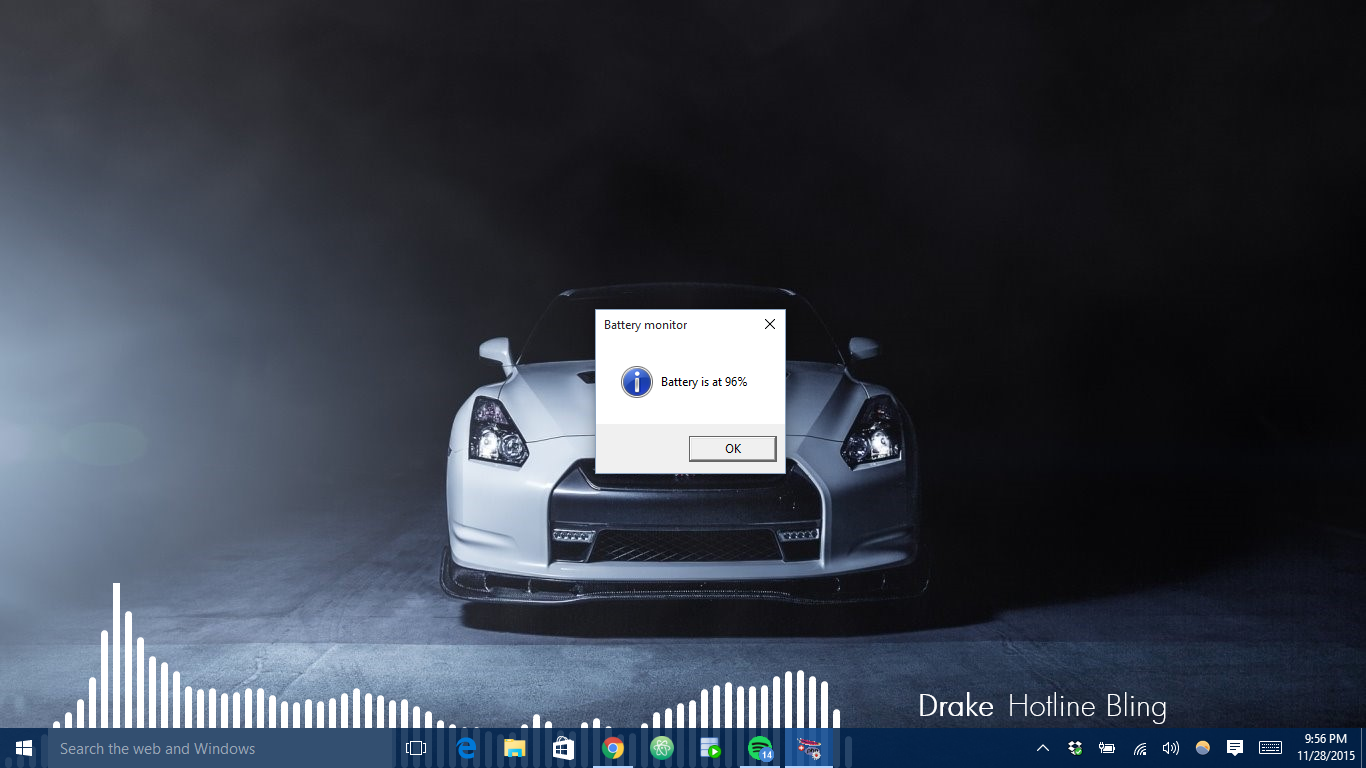 Battery monitor
Battery is at 96%
OK
Drake Hotline Bling
Search the web and Windows
14
9:56 PM
11/28/2015